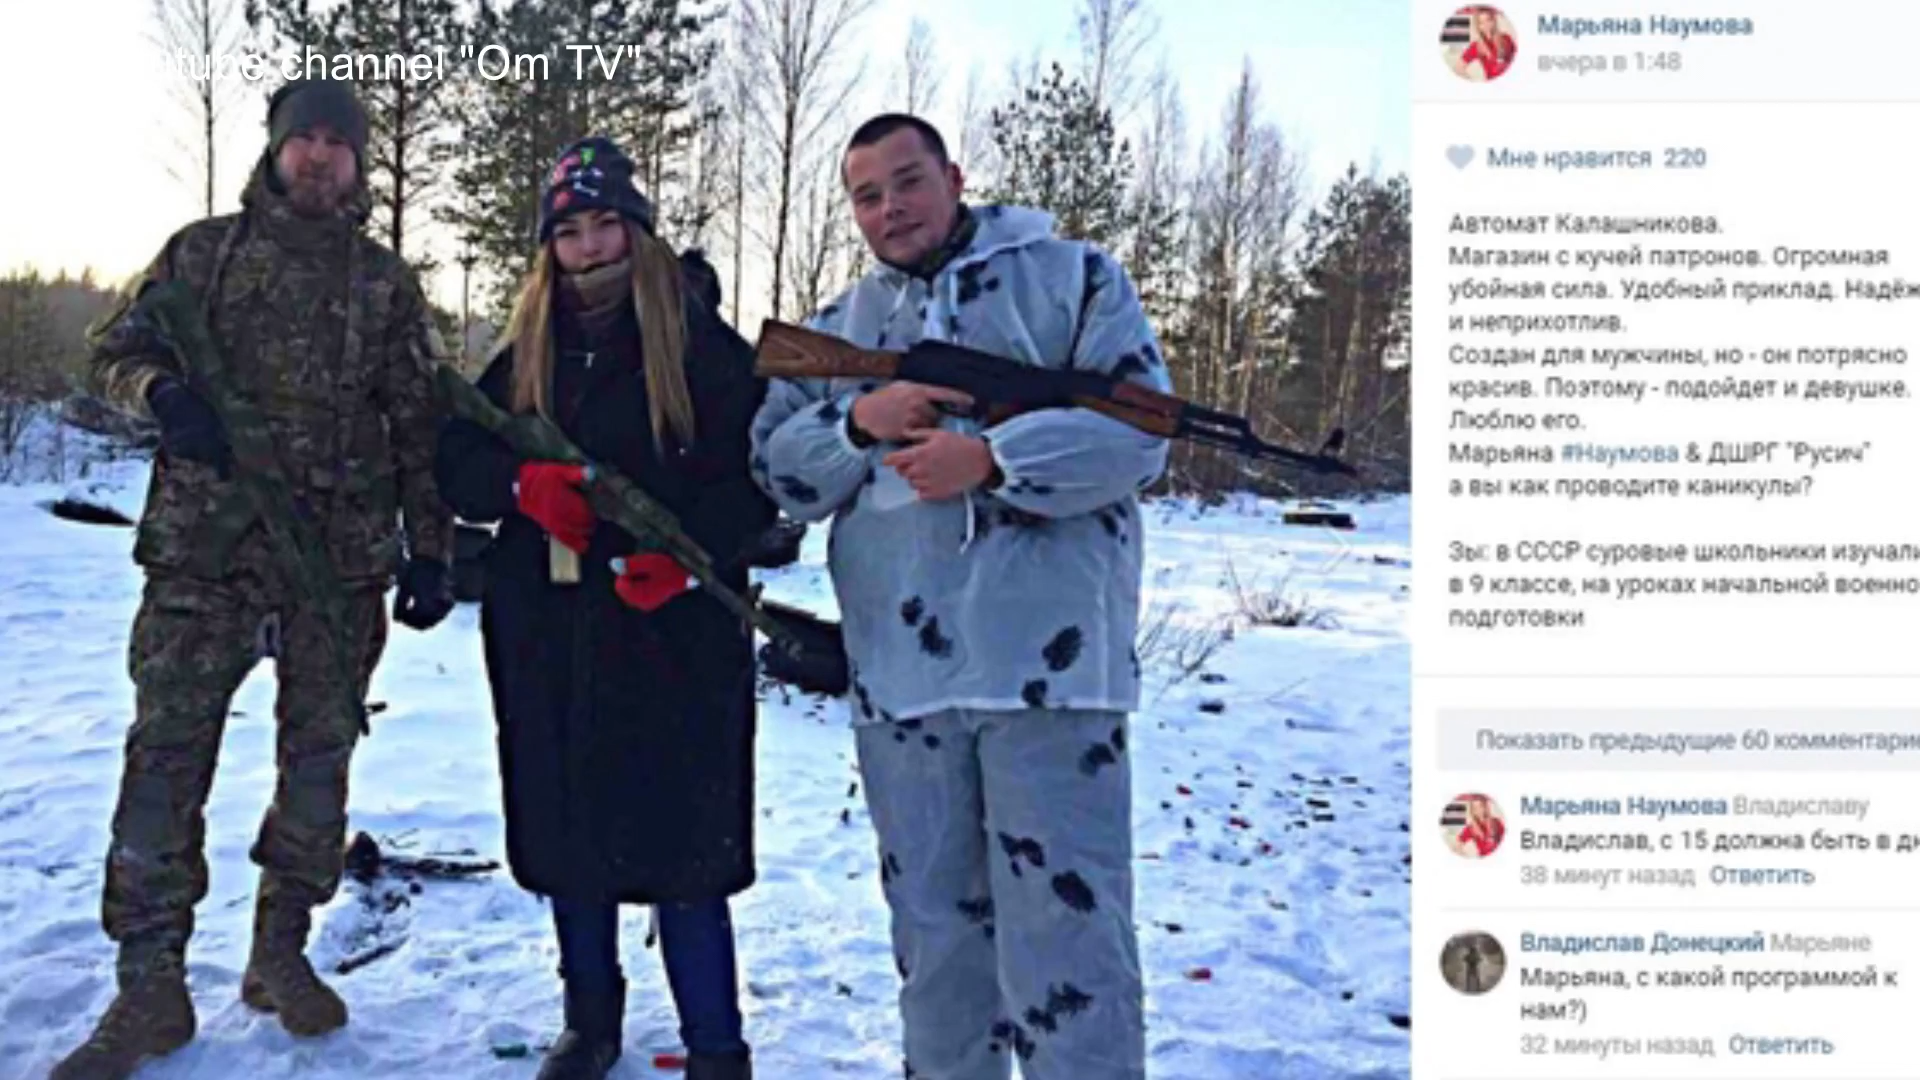 channel "Om TV"
Марьяна Наумова
вчера в 1:48
Мне нравится 220
Автомат Калашникова.
Магазин с кучей патронов. Огромная
убойная сила. Удобный приклад. Надёж
и неприхотлив.
Создан для мужчины, но - он потрясно
красив. Поэтому - подойдет и девушке.
Люблю его.
Марьяна #Наумова & ДШРГ "Русич"
а вы как проводите каникулы?
Зы: в СССР суровые школьники изучали
в 9 классе, на уроках начальной военно
подготовки
Показать предыдущие 60 комментарие
Марьяна Наумова Владиславу
Владислав, с 15 должна быть в дн
38 минут назад Ответить
Владислав Донецкий Марьяне
Марьяна, с какой программой к
нам?)
32 минуты назад Ответить